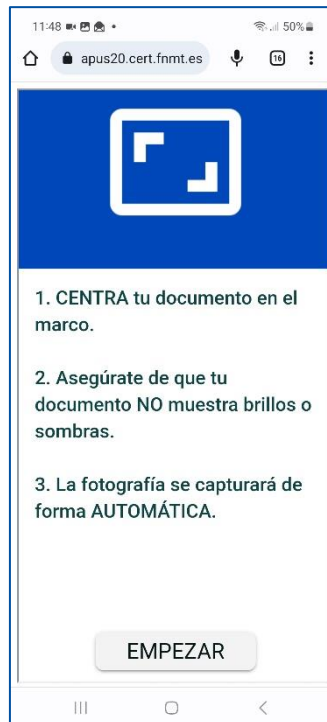 11:48
50%
apus20.cert.fnmt.es
16
1. CENTRA tu documento en el
marco.
2. Asegúrate de que tu
documento NO muestra brillos o
sombras.
3. La fotografía se capturará de
forma AUTOMÁTICA.
EMPEZAR